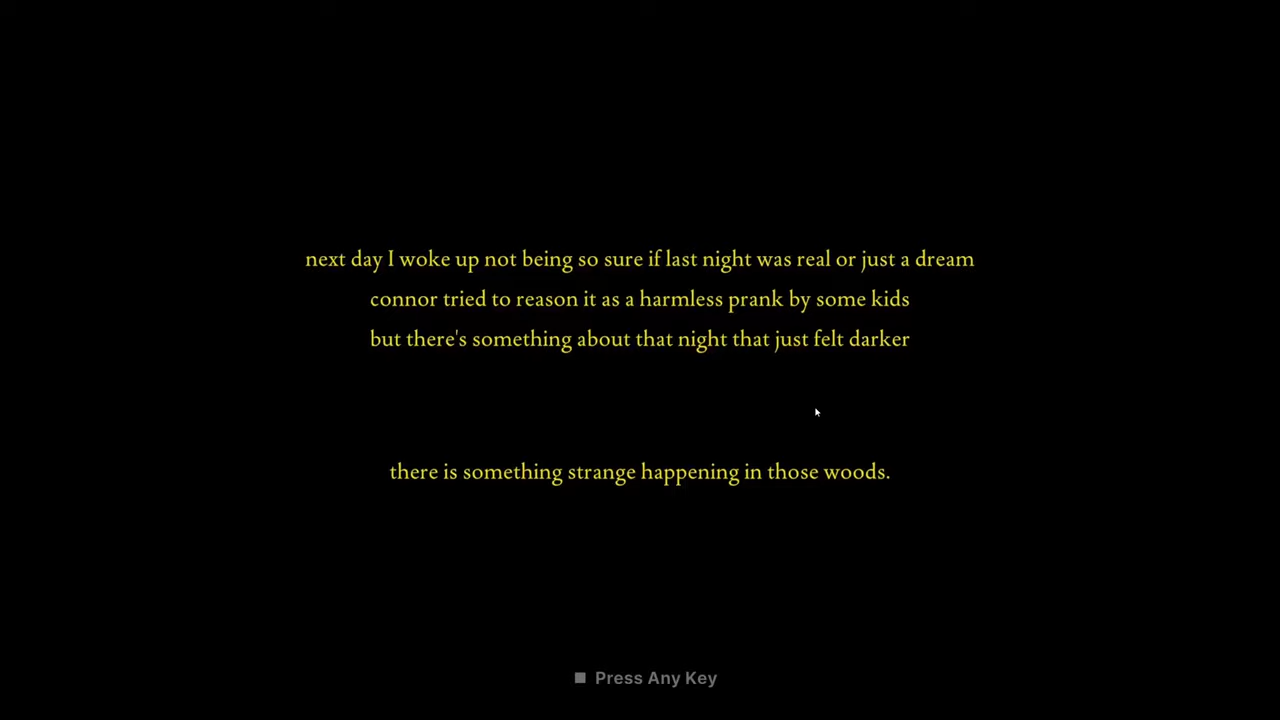 next day I woke up not being so sure if last night was real or just a dream
connor tried to reason it as a harmless prank by some kids
but there's something about that night that just felt darker
there is something strange happening in those woods.
Press Any Key